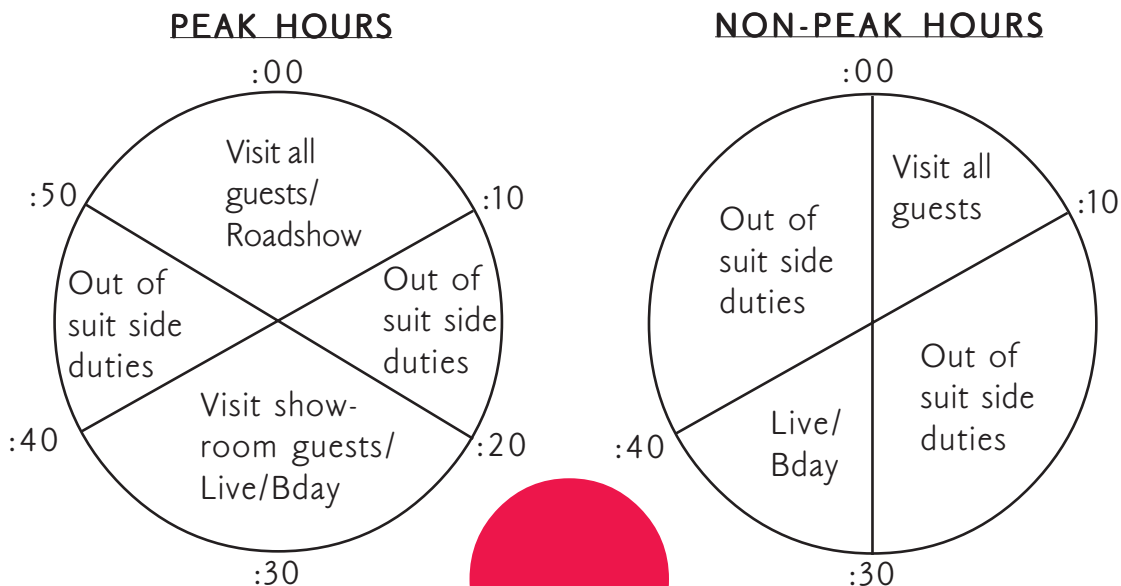 PEAK HOURS
:00
Visit all
guests/
Roadshow
:10
Out of
suit side
duties
:20
Visit show-
room guests/
Live/Bday
:30
:40
Out of
suit side
duties
:50
NON-PEAK HOURS
:00
Visit all
guests
:10
Out of
suit side
duties
:30
Live/
Bday
:40
Out of
suit side
duties